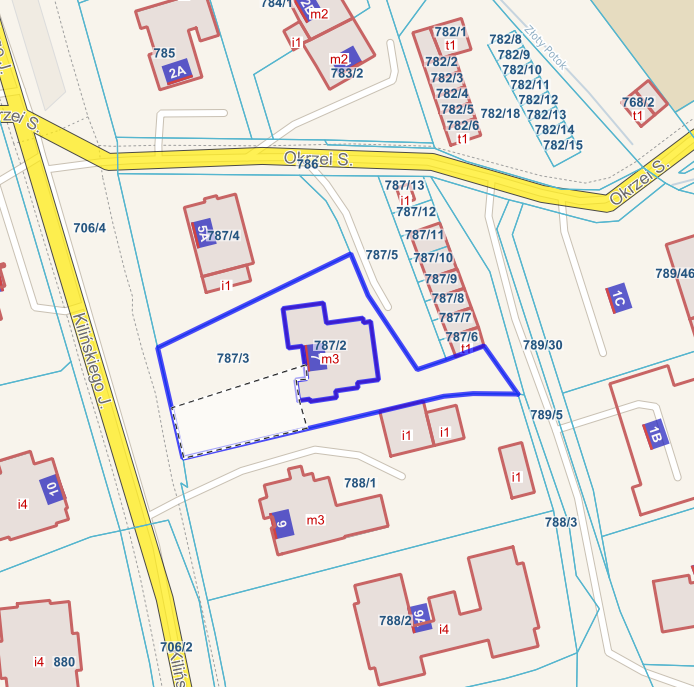 784/1
m2
785
i1
m2
783/2
2A
782/1
t1
782/2
782/3
782/4
782/5
782/6
t1
782/8
782/9
782/10
782/11
782/12
782/13
782/14
782/15
782/18
Złoty Potok
768/2
t1
Okrzei S.
786
Okrzei S.
706/4
5A
787/4
i1
787/5
787/13
i1
787/12
787/11
787/10
787/9
787/8
787/7
787/6
t1
1C
789/46
787/3
787/2
7
m3
789/30
Kilińskiego J.
789/5
1B
i1
i1
i1
10
i4
788/1
9
m3
788/3
788/2
i4
i4
880
706/2